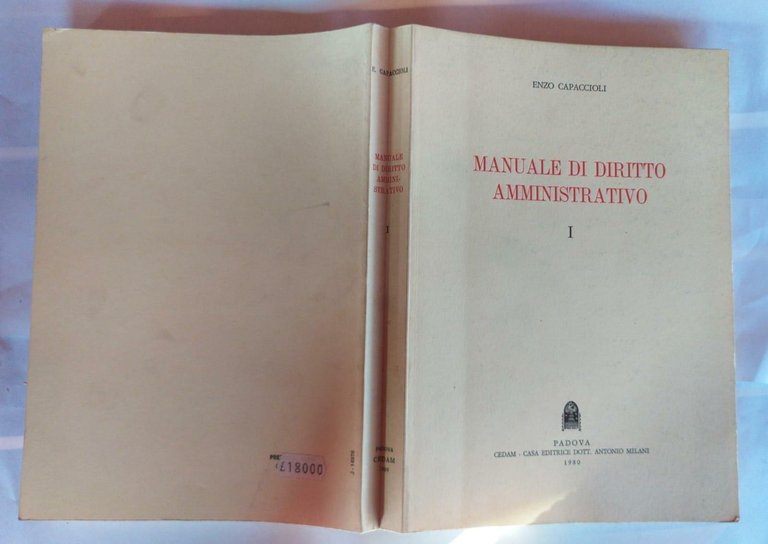 ENZO CAPACCIOLI
MANUALE DI DIRITTO
AMMINISTRATIVO
I
PADOVA
CEDAM - CASA EDITRICE DOTT. ANTONIO MILANI
1980
E. CAPACCIOLI
MANUALE
DI DIRITTO
AMMINI-
STRATIVO
I
PADOVA
CEDAM
PRE
£18000